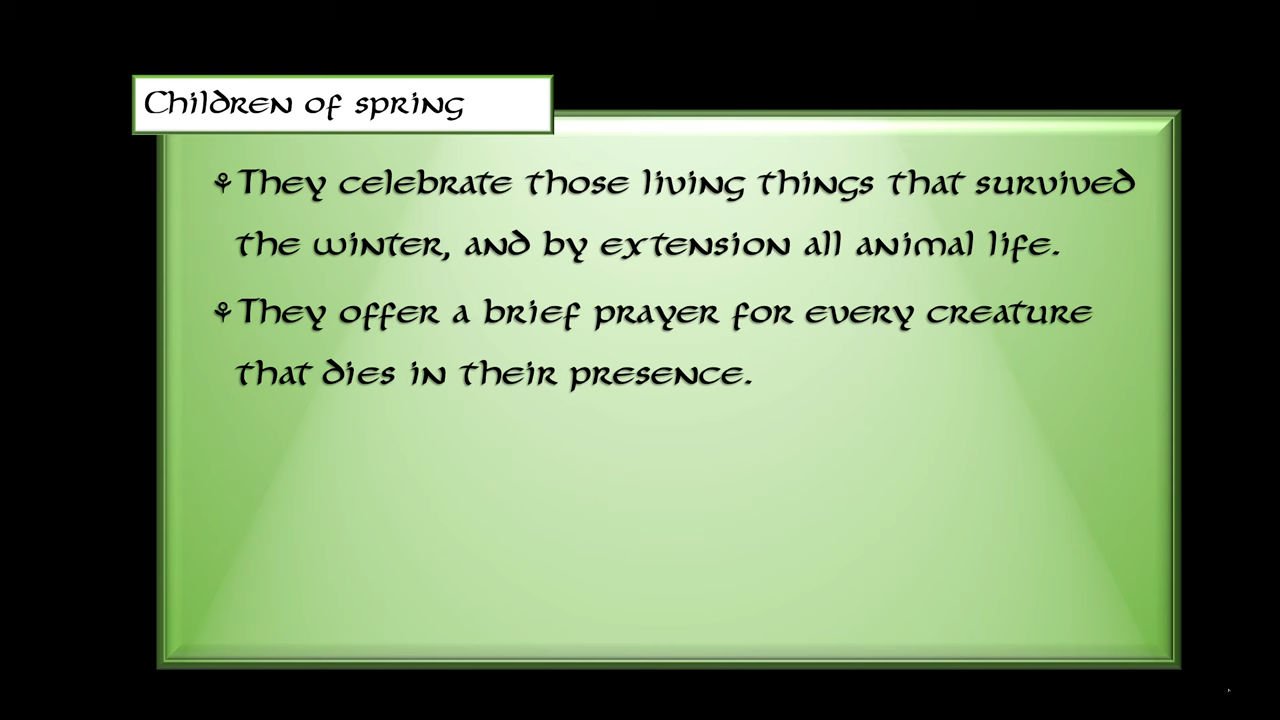 Children of spring
⚘They celebrate those living things that survived
the winter, and by extension all animal life.
⚘They offer a brief prayer for every creature
that dies in their presence.